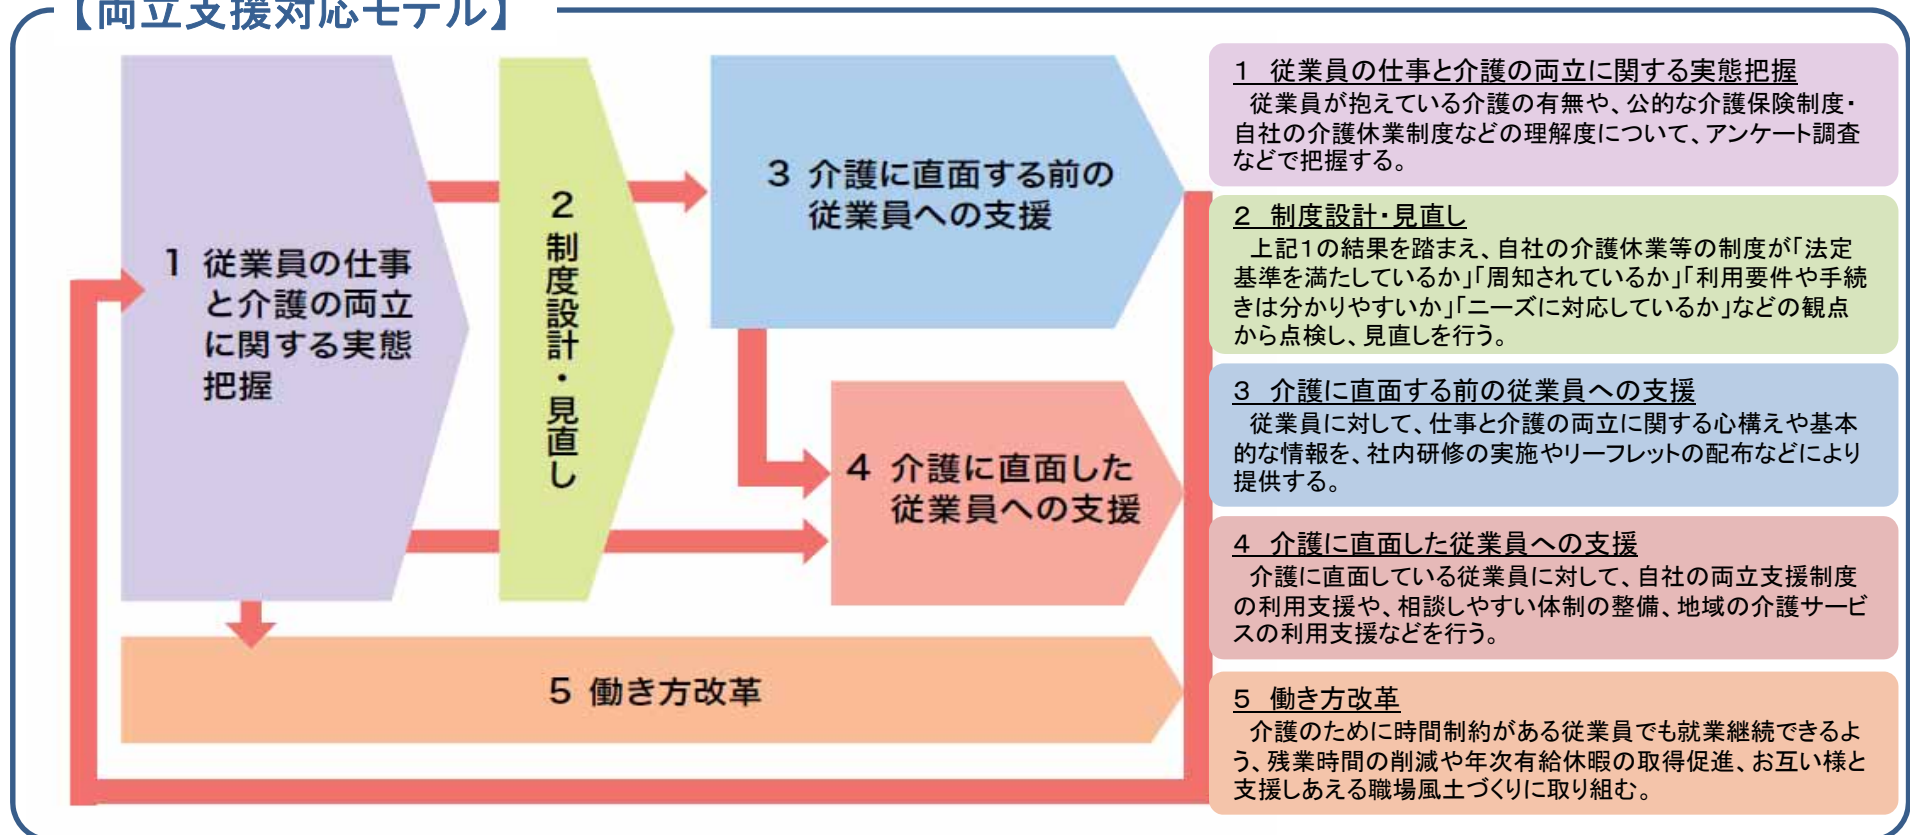 【両立支援対応モデル】
1 従業員の仕事
と介護の両立
に関する実態
把握
2 制度設計・見直し
3 介護に直面する前の
従業員への支援
4 介護に直面した
従業員への支援
5 働き方改革
1 従業員の仕事と介護の両立に関する実態把握
従業員が抱えている介護の有無や、公的な介護保険制度・
自社の介護休業制度などの理解度について、アンケート調査
などで把握する。
2 制度設計・見直し
上記1の結果を踏まえ、自社の介護休業等の制度が「法定
基準を満たしているか」「周知されているか」「利用要件や手続
きは分かりやすいか」「ニーズに対応しているか」などの観点
から点検し、見直しを行う。
3 介護に直面する前の従業員への支援
従業員に対して、仕事と介護の両立に関する心構えや基本
的な情報を、社内研修の実施やリーフレットの配布などにより
提供する。
4 介護に直面した従業員への支援
介護に直面している従業員に対して、自社の両立支援制度
の利用支援や、相談しやすい体制の整備、地域の介護サービ
スの利用支援などを行う。
5 働き方改革
介護のために時間制約がある従業員でも就業継続できるよ
う、残業時間の削減や年次有給休暇の取得促進、お互い様と
支援しあえる職場風土づくりに取り組む。